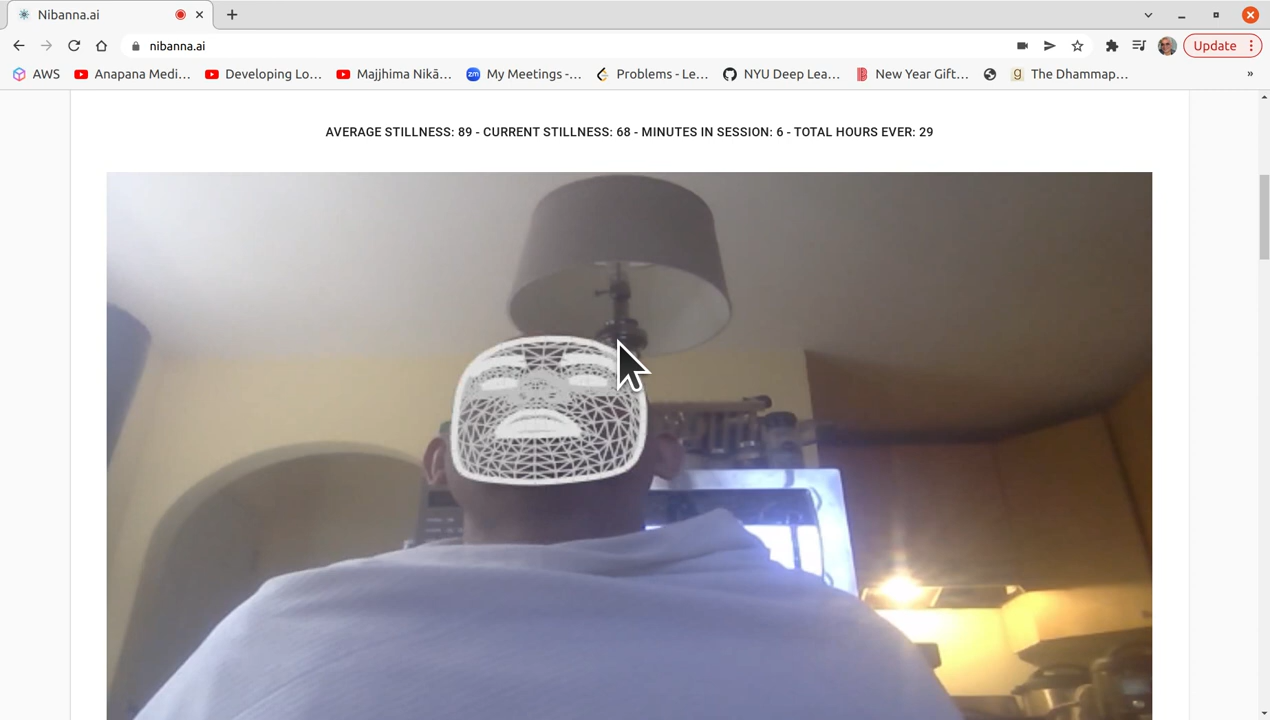 Nibanna.ai
nibanna.ai
Update
AWS Anapana Medi... Developing Lo... Majjhima Nikā... My Meetings -... Problems - Le... NYU Deep Lea... New Year Gift... The Dhammap...
AVERAGE STILLNESS: 89 - CURRENT STILLNESS: 68 - MINUTES IN SESSION: 6 - TOTAL HOURS EVER: 29